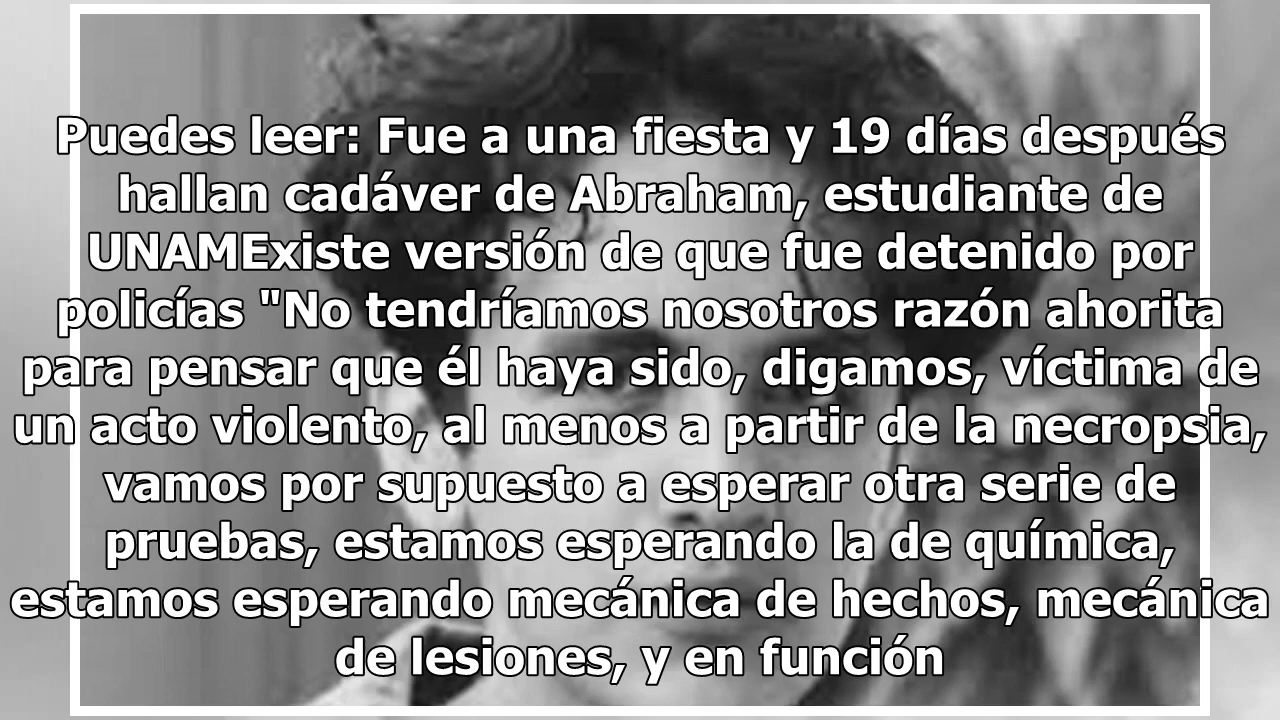 Puedes leer: Fue a una fiesta y 19 días después
hallan cadáver de Abraham, estudiante de
UNAMExiste versión de que fue detenido por
policías "No tendríamos nosotros razón ahorita
para pensar que él haya sido, digamos, víctima de
un acto violento, al menos a partir de la necropsia,
vamos por supuesto a esperar otra serie de
pruebas, estamos esperando la de química,
estamos esperando mecánica de hechos, mecánica
de lesiones, y en función